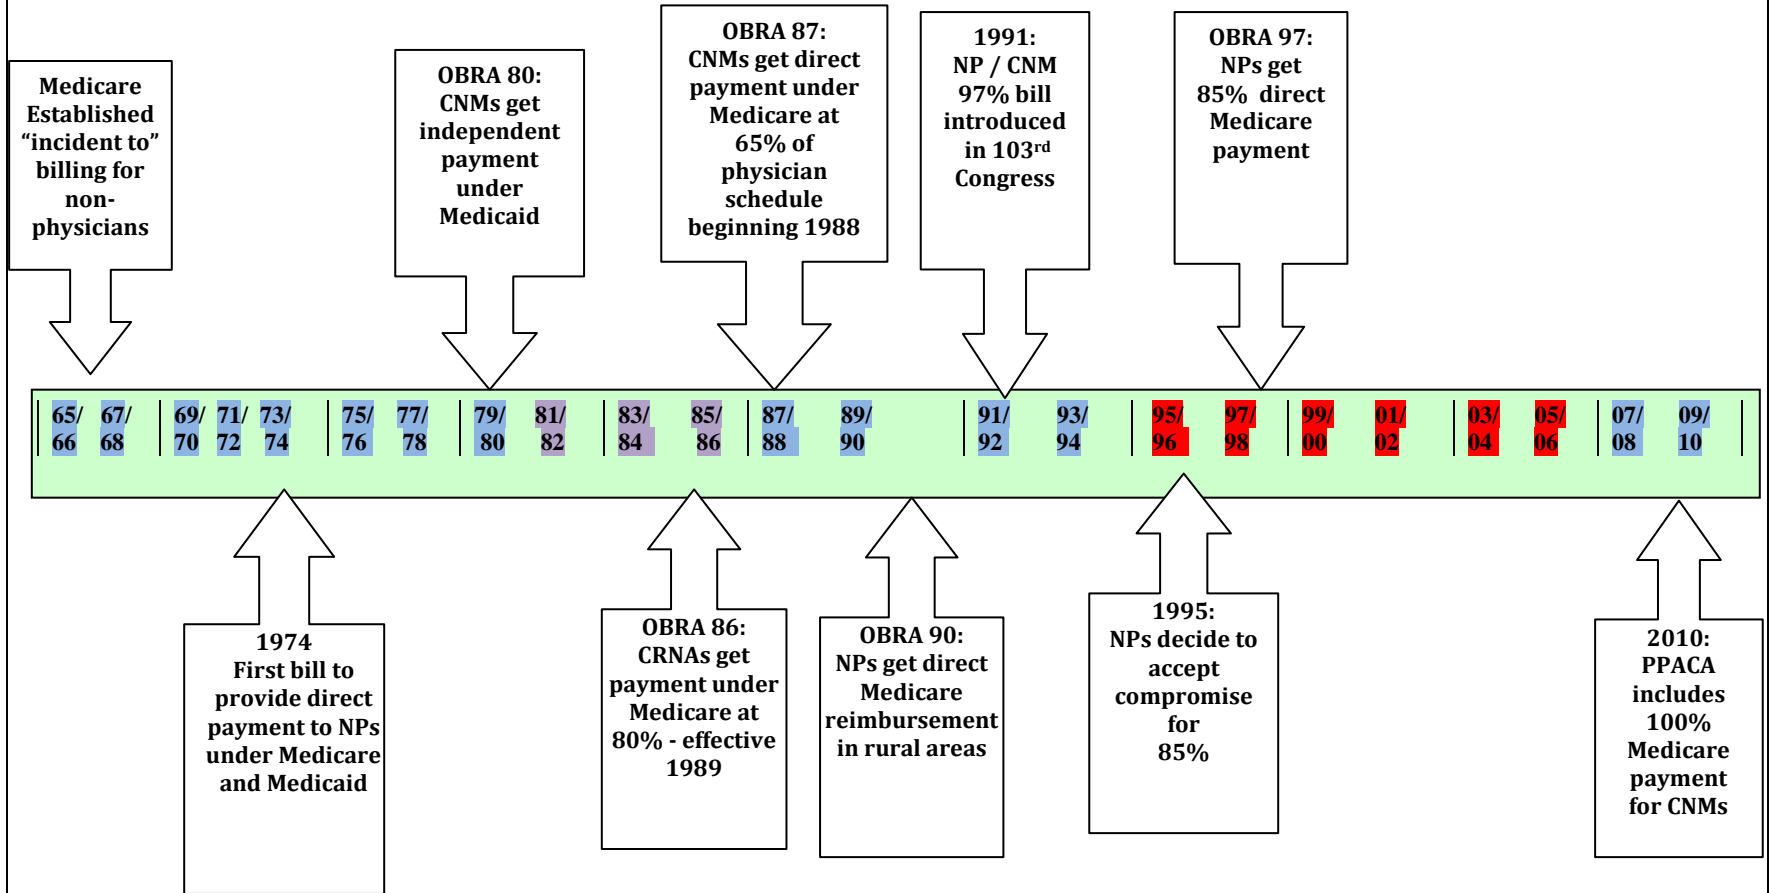 Medicare
Established
“incident to”
billing for
non-
physicians
OBRA 80:
CNMs get
independent
payment
under
Medicaid
OBRA 87:
CNMs get direct
payment under
Medicare at
65% of
physician
schedule
beginning 1988
1991:
NP / CNM
97% bill
introduced
in 103rd
Congress
OBRA 97:
NPs get
85% direct
Medicare
payment
65/ 67/ 69/ 71/ 73/ 75/ 77/ 79/ 81/ 83/ 85/ 87/ 89/ 91/ 93/ 95/ 97/ 99/ 01/ 03/ 05/ 07/ 09/
66 68 70 72 74 76 78 80 82 84 86 88 90 92 94 96 98 00 02 04 06 08 10
1974
First bill to
provide direct
payment to NPs
under Medicare
and Medicaid
OBRA 86:
CRNAs get
payment under
Medicare at
80% - effective
1989
OBRA 90:
NPs get direct
Medicare
reimbursement
in rural areas
1995:
NPs decide to
accept
compromise
for
85%
2010:
PPACA
includes
100%
Medicare
payment
for CNMs